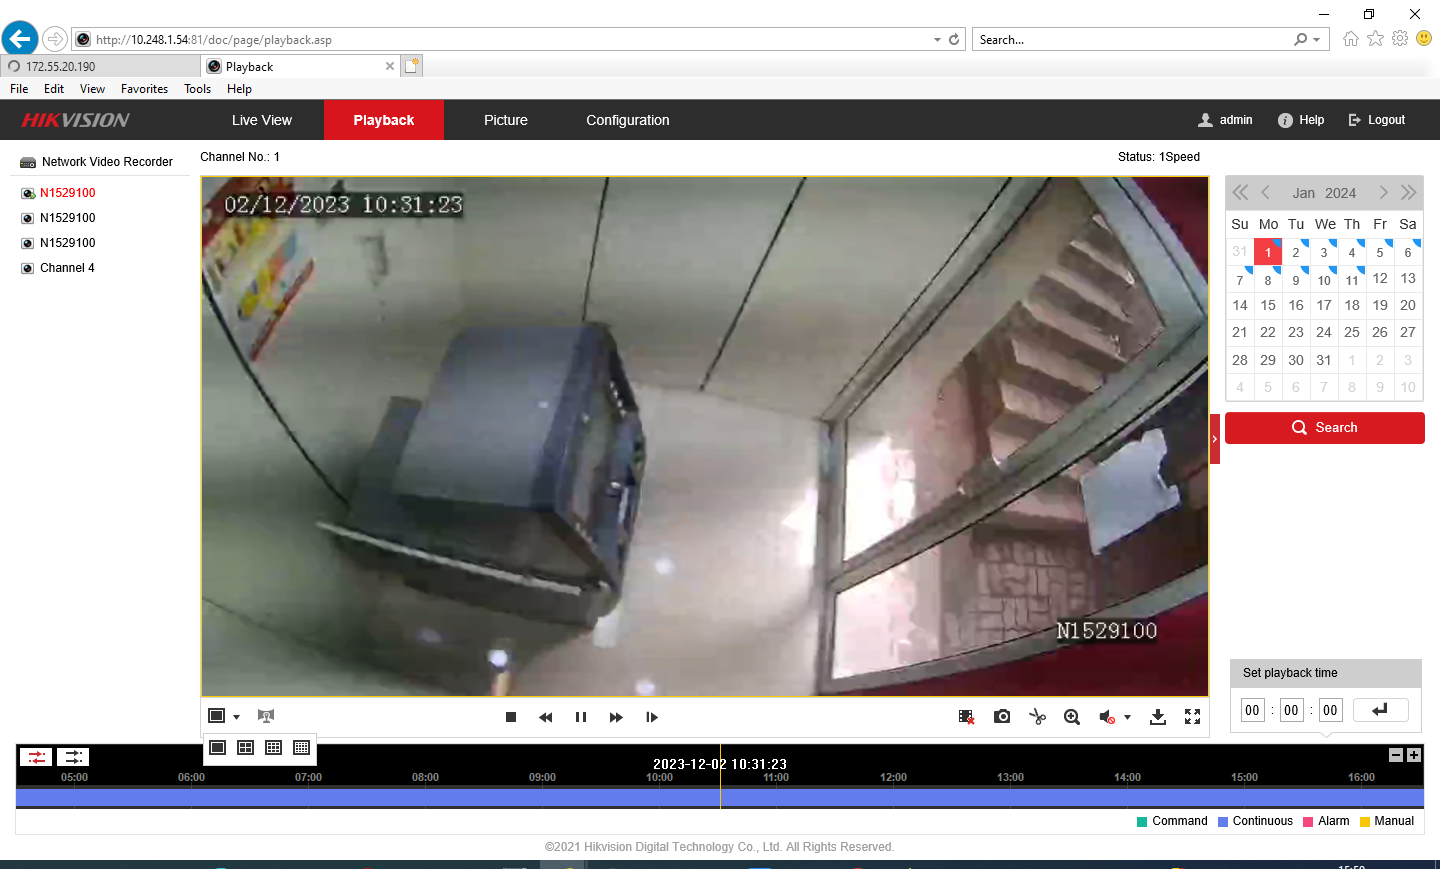 http://10.248.1.54:81/doc/page/playback.asp
Search...
172.55.20.190
Playback
File Edit View Favorites Tools Help
HIKVISION
Live View Playback Picture Configuration
admin Help Logout
Network Video Recorder
N1529100
N1529100
N1529100
Channel 4
Channel No.: 1
Status: 1Speed
02/12/2023 10:31:23
N1529100
Jan 2024
Su Mo Tu We Th Fr Sa
31 1 2 3 4 5 6
7 8 9 10 11 12 13
14 15 16 17 18 19 20
21 22 23 24 25 26 27
28 29 30 31 1 2 3
4 5 6 7 8 9 10
Search
Set playback time
00 : 00 : 00
2023-12-02 10:31:23
05:00 06:00 07:00 08:00 09:00 10:00 11:00 12:00 13:00 14:00 15:00 16:00
Command Continuous Alarm Manual
©2021 Hikvision Digital Technology Co., Ltd. All Rights Reserved.